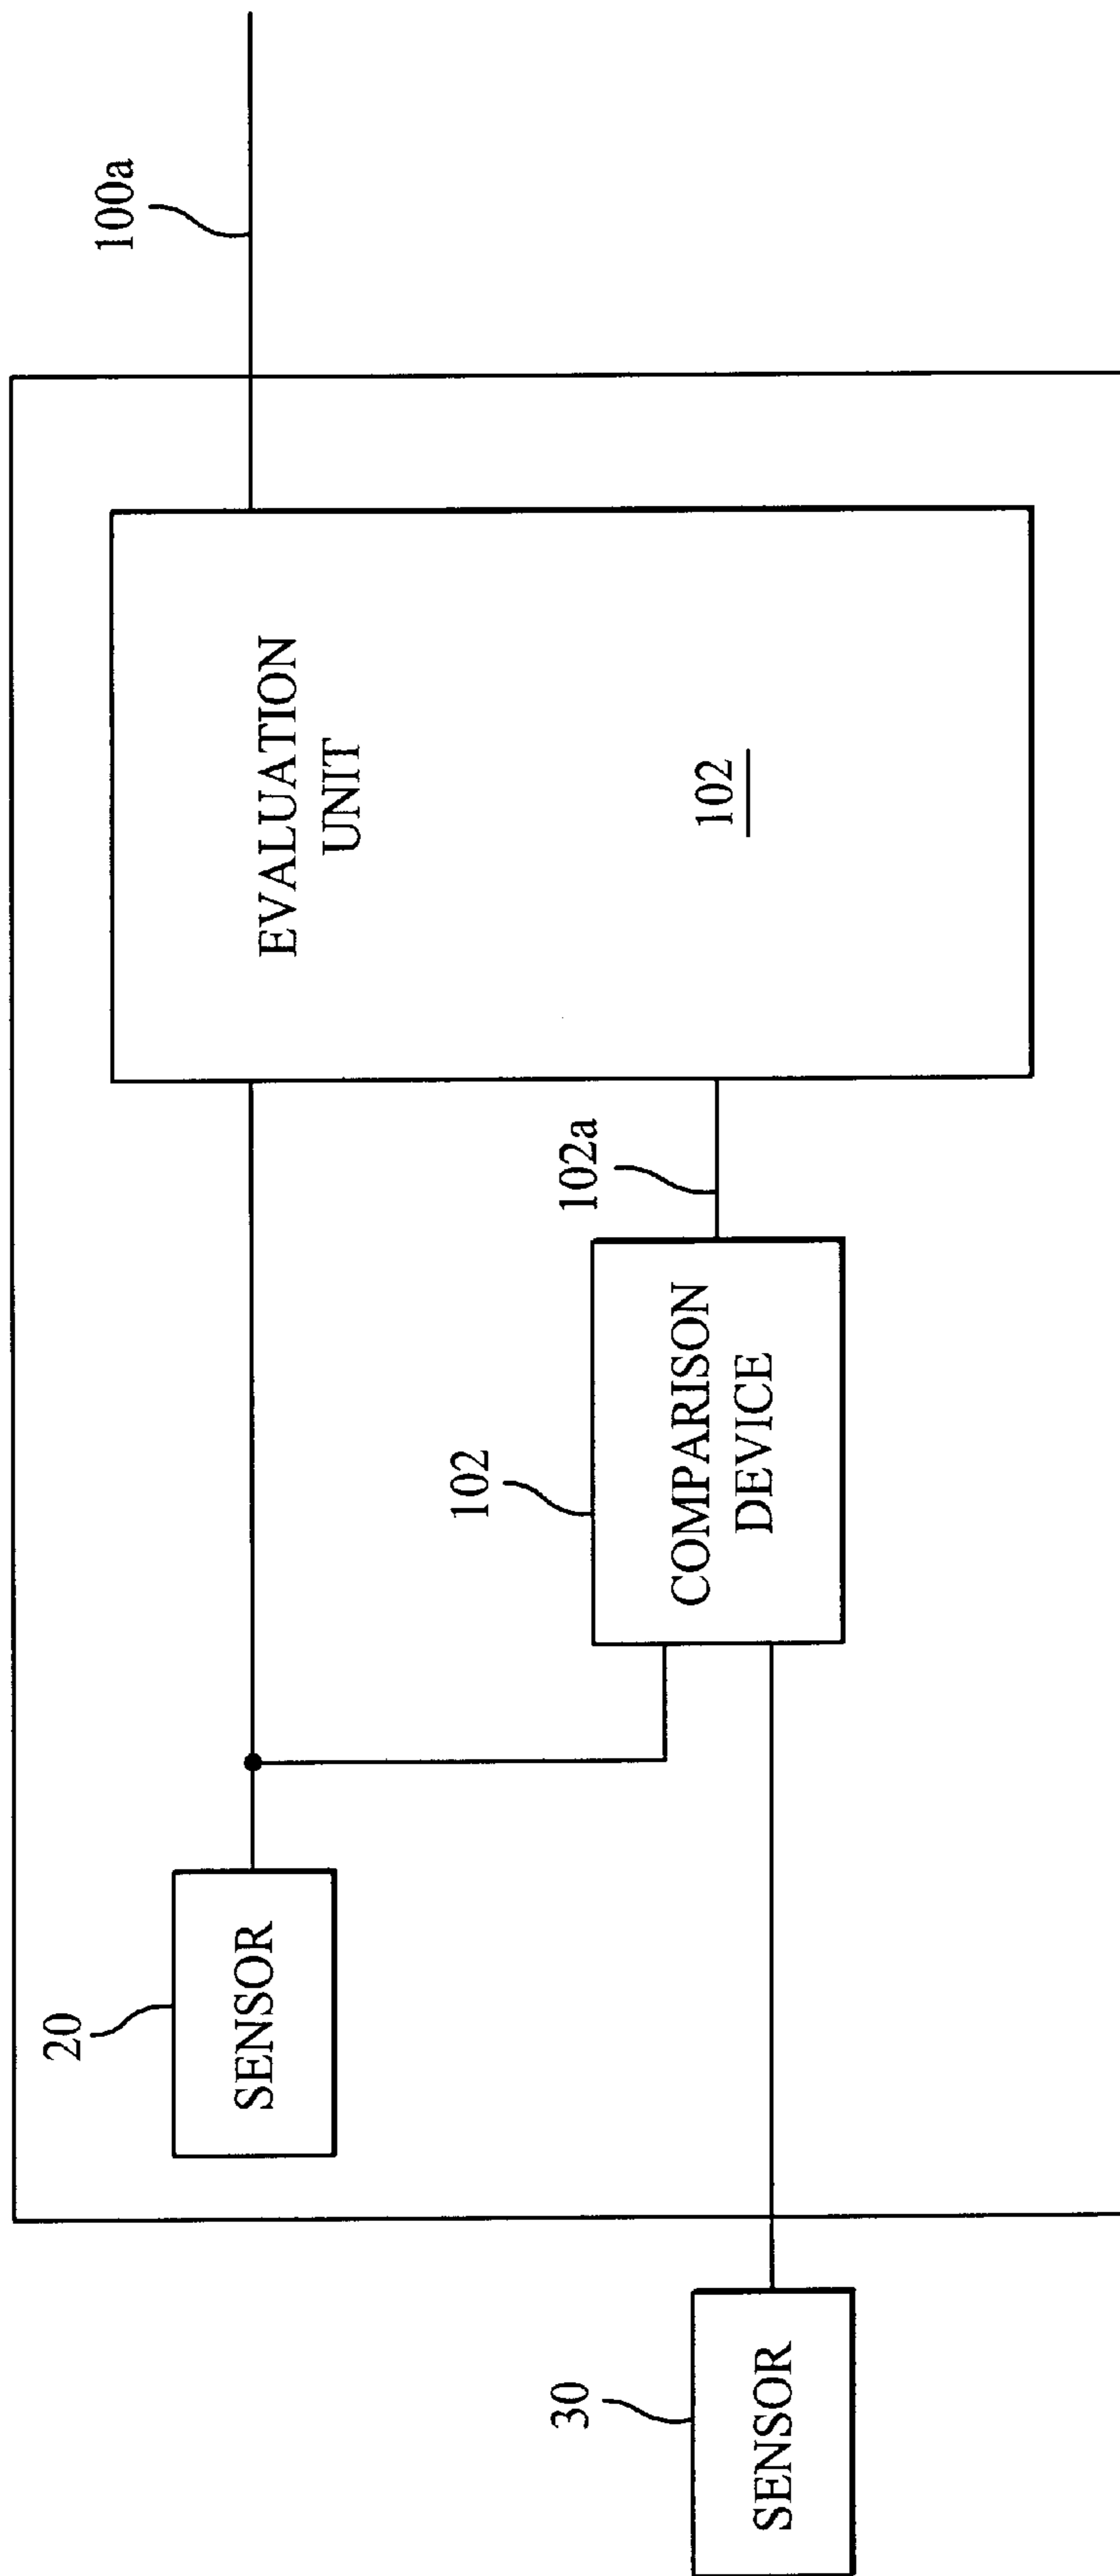 100a
EVALUATION
UNIT
102
102a
102
COMPARISON
DEVICE
20
SENSOR
30
SENSOR